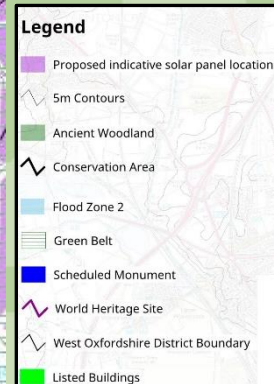 Legend
Proposed indicative solar panel location
5m Contours
Ancient Woodland
Conservation Area
Flood Zone 2
Green Belt
Scheduled Monument
World Heritage Site
West Oxfordshire District Boundary
Listed Buildings